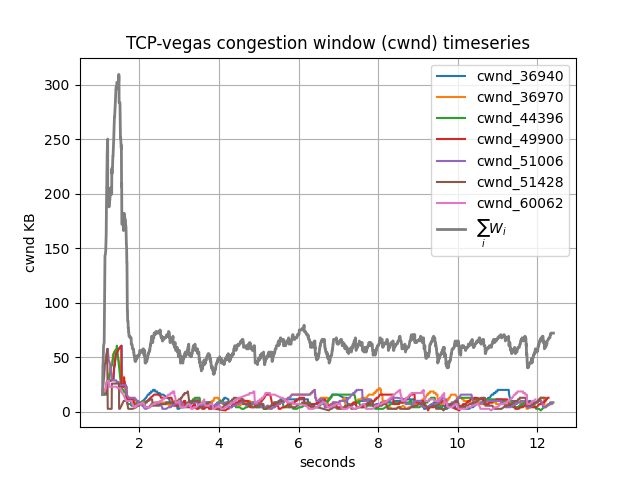 TCP-vegas congestion window (cwnd) timeseries
cwnd KB
300
250
200
150
100
50
0
cwnd_36940
cwnd_36970
cwnd_44396
cwnd_49900
cwnd_51006
cwnd_51428
cwnd_60062
∑ᵢ Wᵢ
2 4 6 8 10 12
seconds